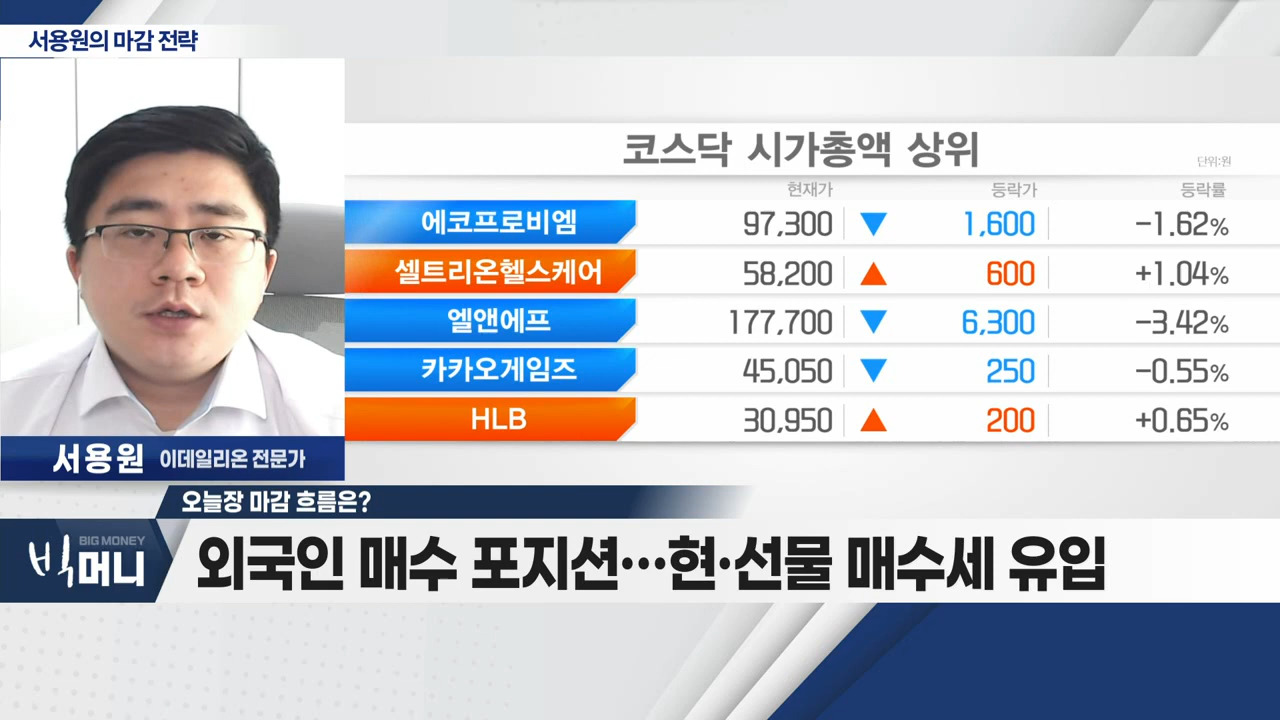 서용원의 마감 전략
코스닥 시가총액 상위
단위:원
현재가 등락가 등락률
에코프로비엠 97,300 ▼ 1,600 -1.62%
셀트리온헬스케어 58,200 ▲ 600 +1.04%
엘앤에프 177,700 ▼ 6,300 -3.42%
카카오게임즈 45,050 ▼ 250 -0.55%
HLB 30,950 ▲ 200 +0.65%
서용원 이데일리온 전문가
오늘장 마감 흐름은?
BIG MONEY
빅머니
외국인 매수 포지션…현·선물 매수세 유입